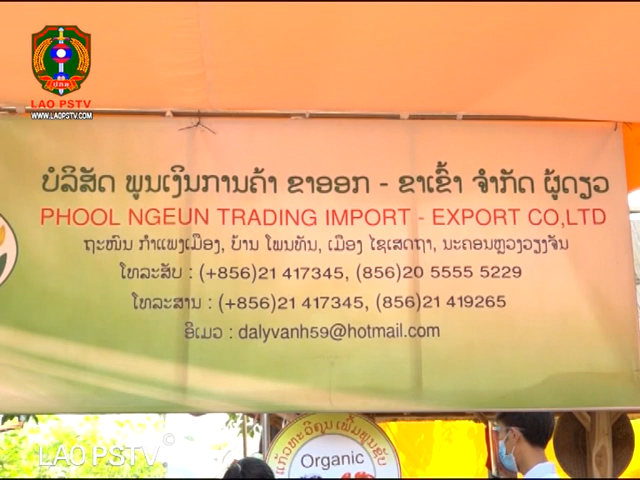 ປກສ
LAO PSTV
WWW.LAOPSTV.COM
ບໍລິສັດ ພູນເງິນການຄ້າ ຂາອອກ - ຂາເຂົ້າ ຈຳກັດ ຜູ້ດຽວ
PHOOL NGEUN TRADING IMPORT - EXPORT CO,LTD
ຖະໜົນ ກຳແພງເມືອງ, ບ້ານ ໂພນທັນ, ເມືອງ ໄຊເສດຖາ, ນະຄອນຫຼວງວຽງຈັນ
ໂທລະສັບ : (+856)21 417345, (856)20 5555 5229
ໂທລະສານ : (+856)21 417345, (856)21 419265
ອີເມວ : dalyvanh59@hotmail.com
Organic
LAO PSTV ©